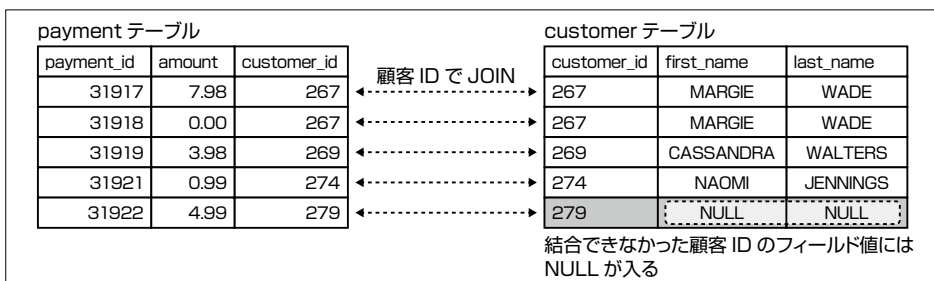 payment テーブル
payment_id amount customer_id
31917 7.98 267
31918 0.00 267
31919 3.98 269
31921 0.99 274
31922 4.99 279
顧客 ID で JOIN
customer テーブル
customer_id first_name last_name
267 MARGIE WADE
267 MARGIE WADE
269 CASSANDRA WALTERS
274 NAOMI JENNINGS
279 NULL NULL
結合できなかった顧客 ID のフィールド値には
NULL が入る